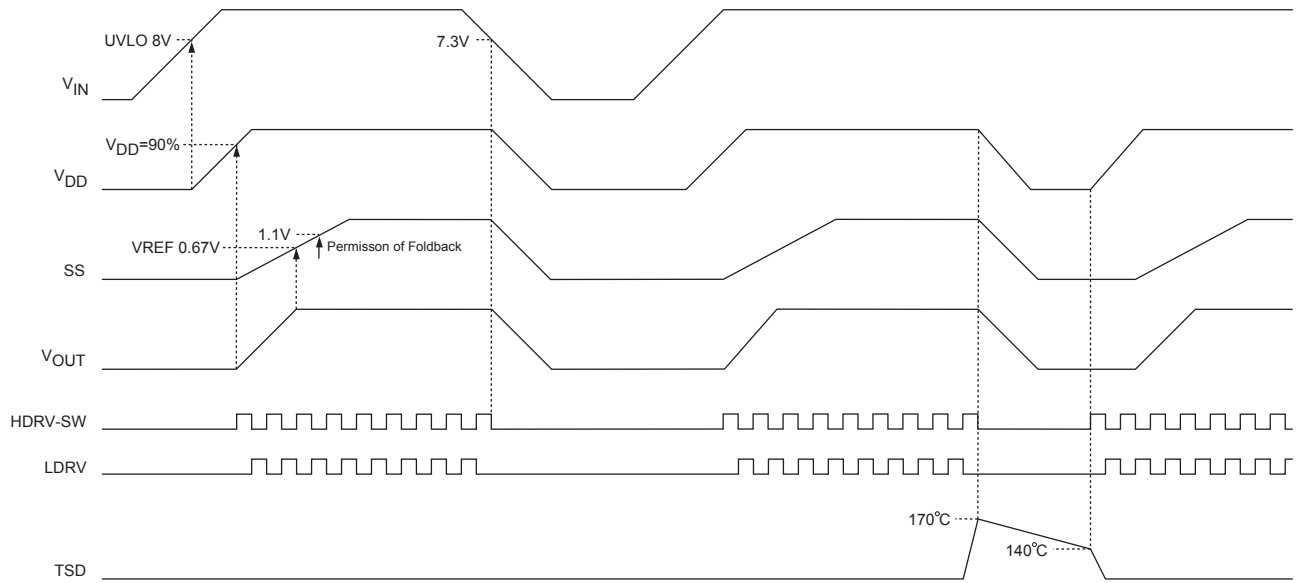 UVLO 8V
7.3V
VIN
VDD=90%
VDD
1.1V
VREF 0.67V
Permisson of Foldback
SS
VOUT
HDRV-SW
LDRV
170°C
140°C
TSD